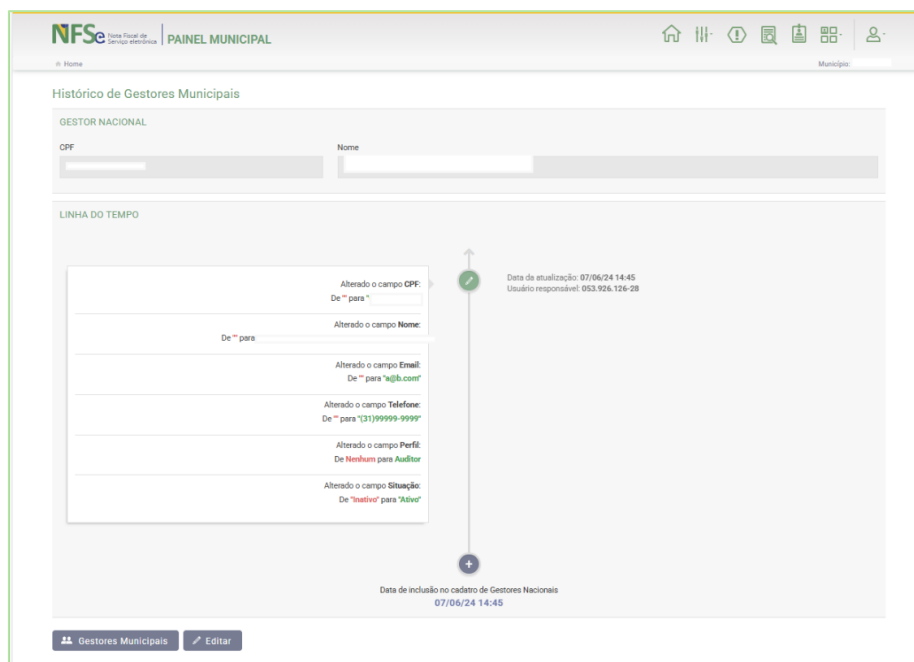 NFSe Nota Fiscal de
Serviço eletrônica
PAINEL MUNICIPAL
Home
Município:
Histórico de Gestores Municipais
GESTOR NACIONAL
CPF
Nome
LINHA DO TEMPO
Alterado o campo CPF:
De "" para "
Data da atualização: 07/06/24 14:45
Usuário responsável: 053.926.126-28
Alterado o campo Nome:
De "" para
Alterado o campo Email:
De "" para "a@b.com"
Alterado o campo Telefone:
De "" para "(31)99999-9999"
Alterado o campo Perfil:
De Nenhum para Auditor
Alterado o campo Situação:
De "Inativo" para "Ativo"
Data de inclusão no cadatro de Gestores Nacionais
07/06/24 14:45
Gestores Municipais
Editar